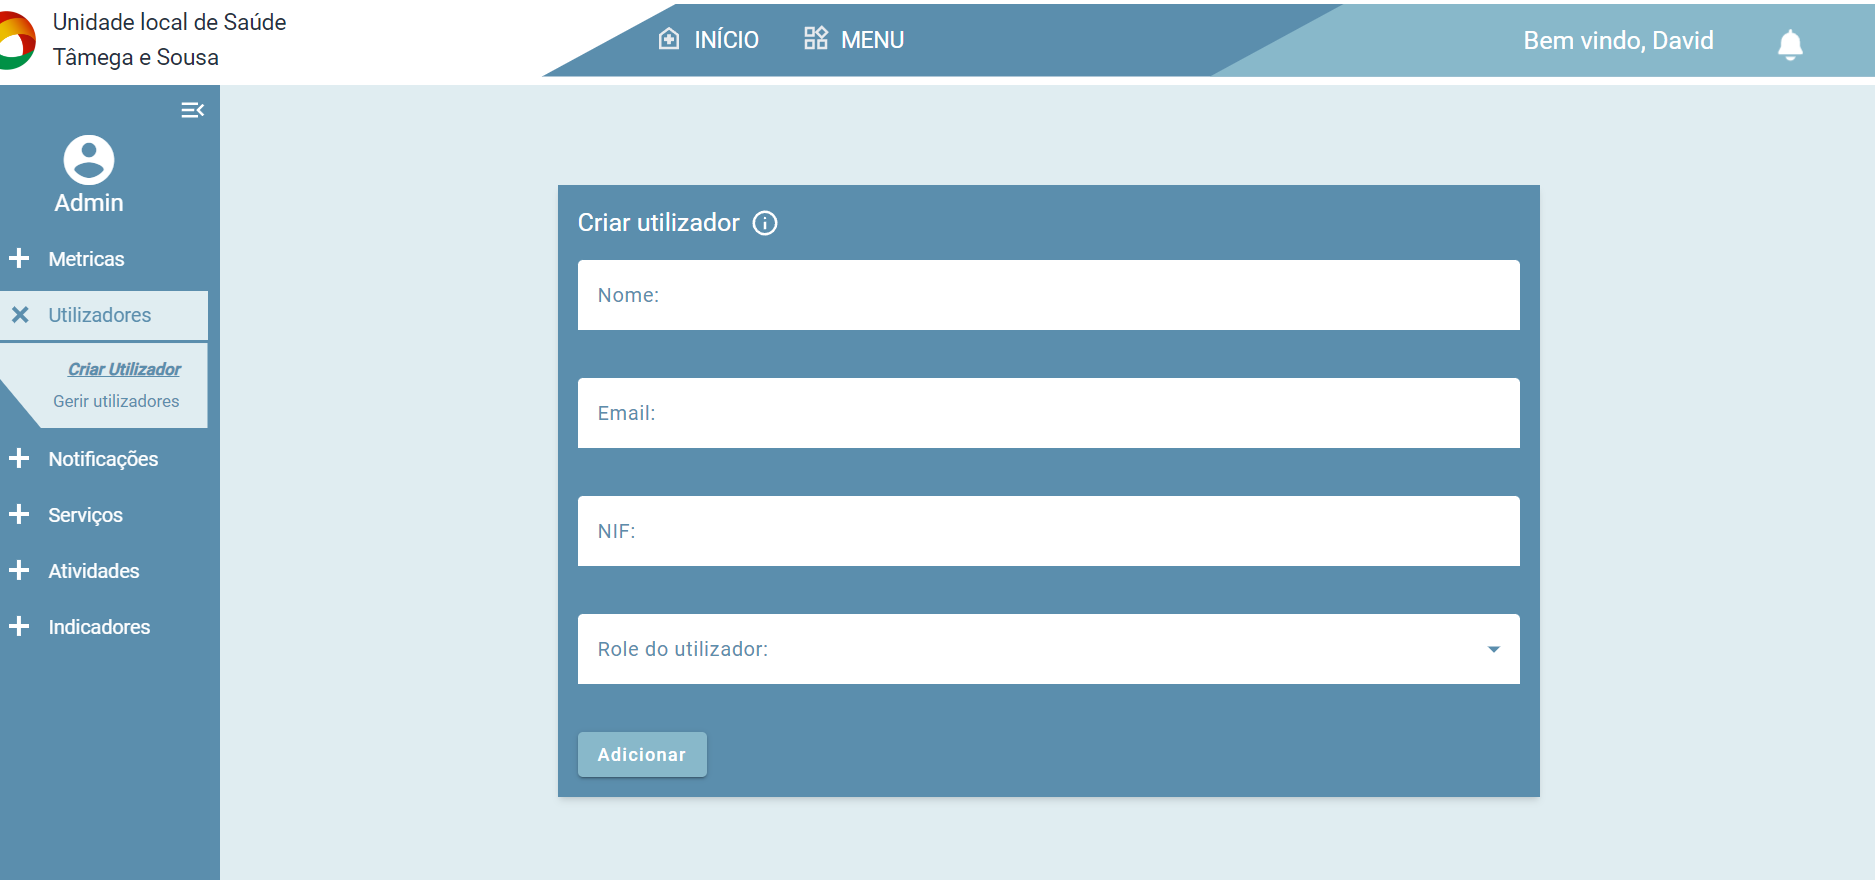 Unidade local de Saúde
Tâmega e Sousa
INÍCIO
MENU
Bem vindo, David
Admin
Metricas
Utilizadores
Criar Utilizador
Gerir utilizadores
Notificações
Serviços
Atividades
Indicadores
Criar utilizador
Nome:
Email:
NIF:
Role do utilizador:
Adicionar